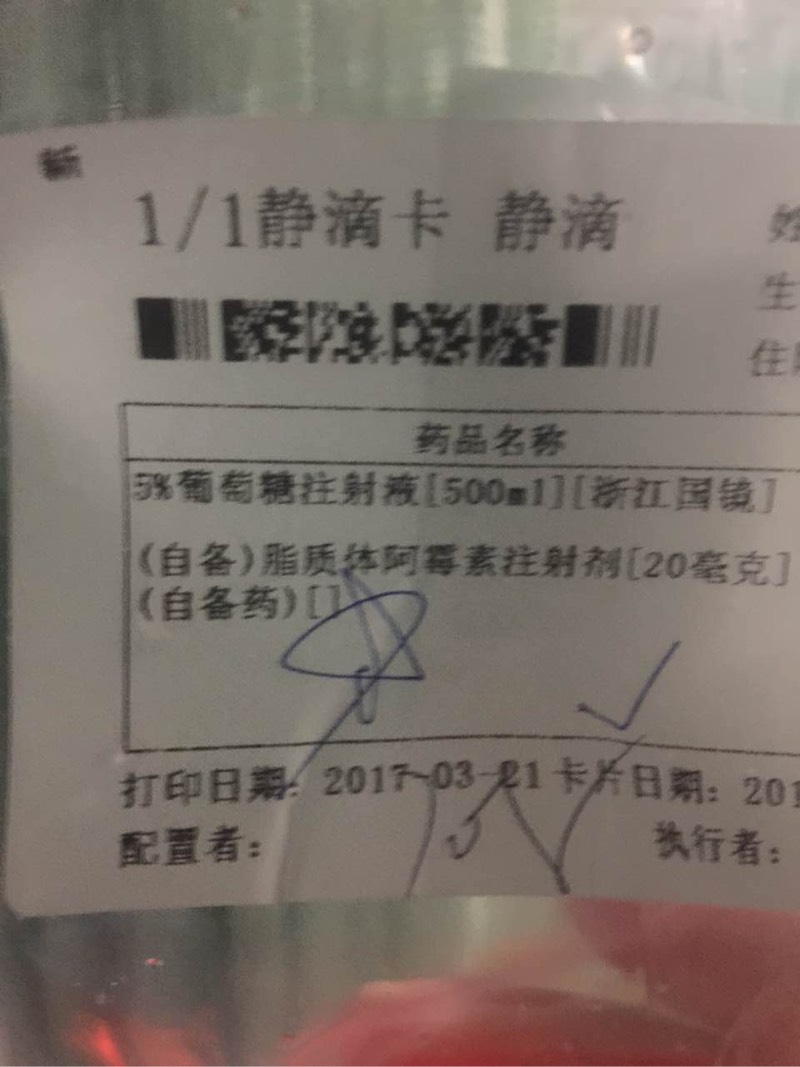 新
1/1静滴卡 静滴
姓
生
住
药品名称
5%葡萄糖注射液[500ml][浙江国镜]
(自备)脂质体阿霉素注射剂[20毫克]
(自备药)[]
打印日期: 2017-03-21 卡片日期: 201
配置者:
执行者: